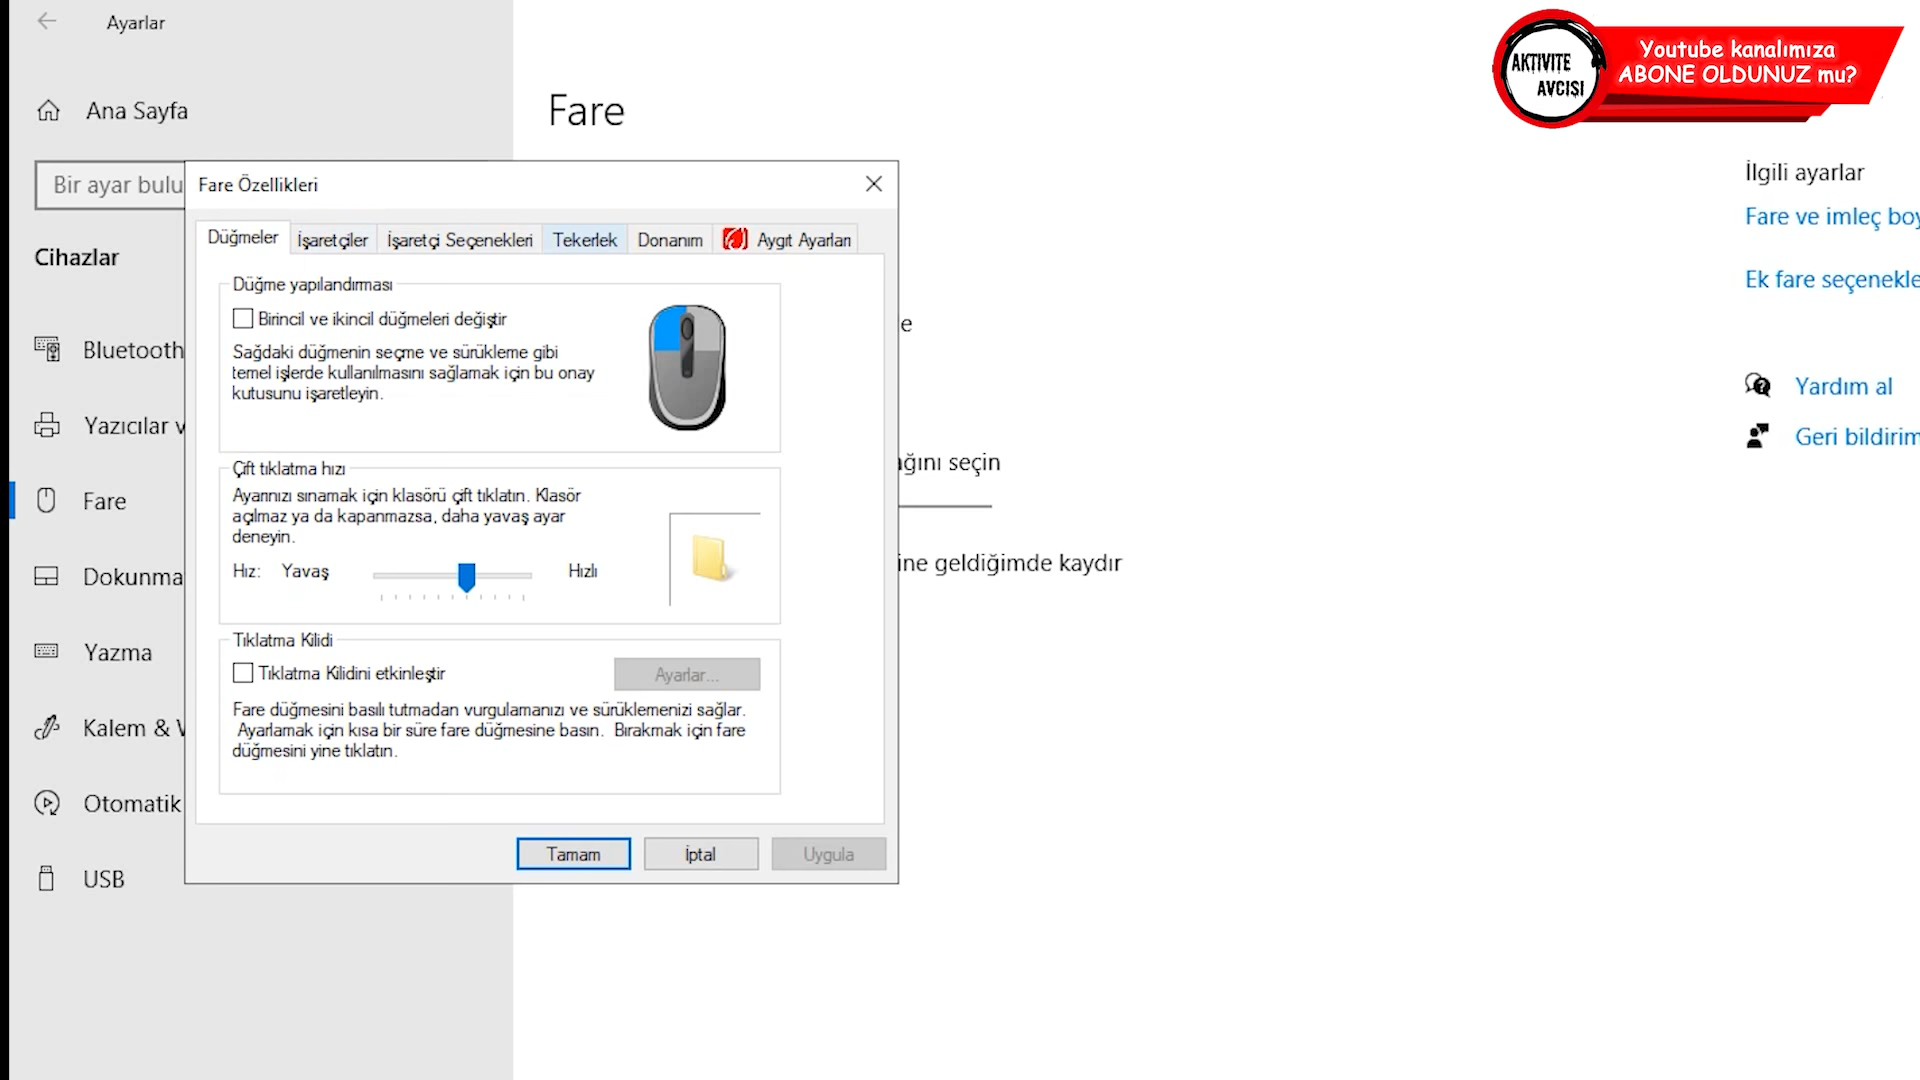 Ayarlar
Ana Sayfa
Bir ayar bulu
Cihazlar
Bluetooth
Yazıcılar v
Fare
Dokunma
Yazma
Kalem &
Otomatik
USB
Fare
Fare Özellikleri
Düğmeler
İşaretçiler
İşaretçi Seçenekleri
Tekerlek
Donanım
Aygıt Ayarları
Düğme yapılandırması
Birincil ve ikincil düğmeleri değiştir
Sağdaki düğmenin seçme ve sürükleme gibi
temel işlerde kullanılmasını sağlamak için bu onay
kutusunu işaretleyin.
Çift tıklatma hızı
Ayarınızı sınamak için klasörü çift tıklatın. Klasör
açılmaz ya da kapanmazsa, daha yavaş ayar
deneyin.
Hız: Yavaş Hızlı
Tıklatma Kilidi
Tıklatma Kilidini etkinleştir
Ayarlar...
Fare düğmesini basılı tutmadan vurgulamanızı ve sürüklemenizi sağlar.
Ayarlamak için kısa bir süre fare düğmesine basın. Bırakmak için fare
düğmesini yine tıklatın.
Tamam
İptal
Uygula
e
ağını seçin
ine geldiğimde kaydır
AKTIVITE
AVCISI
Youtube kanalımıza
ABONE OLDUNUZ mu?
İlgili ayarlar
Fare ve imleç boy
Ek fare seçenekle
Yardım al
Geri bildirim